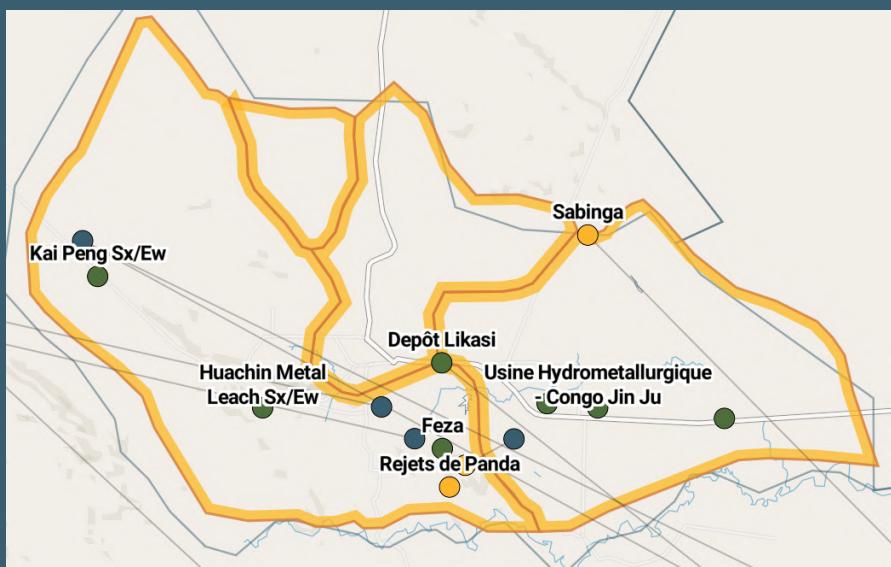 Sabinga
Kai Peng Sx/Ew
Depôt Likasi
Huachin Metal
Leach Sx/Ew
Usine Hydrometallurgique
- Congo Jin Ju
Feza
Rejets de Panda